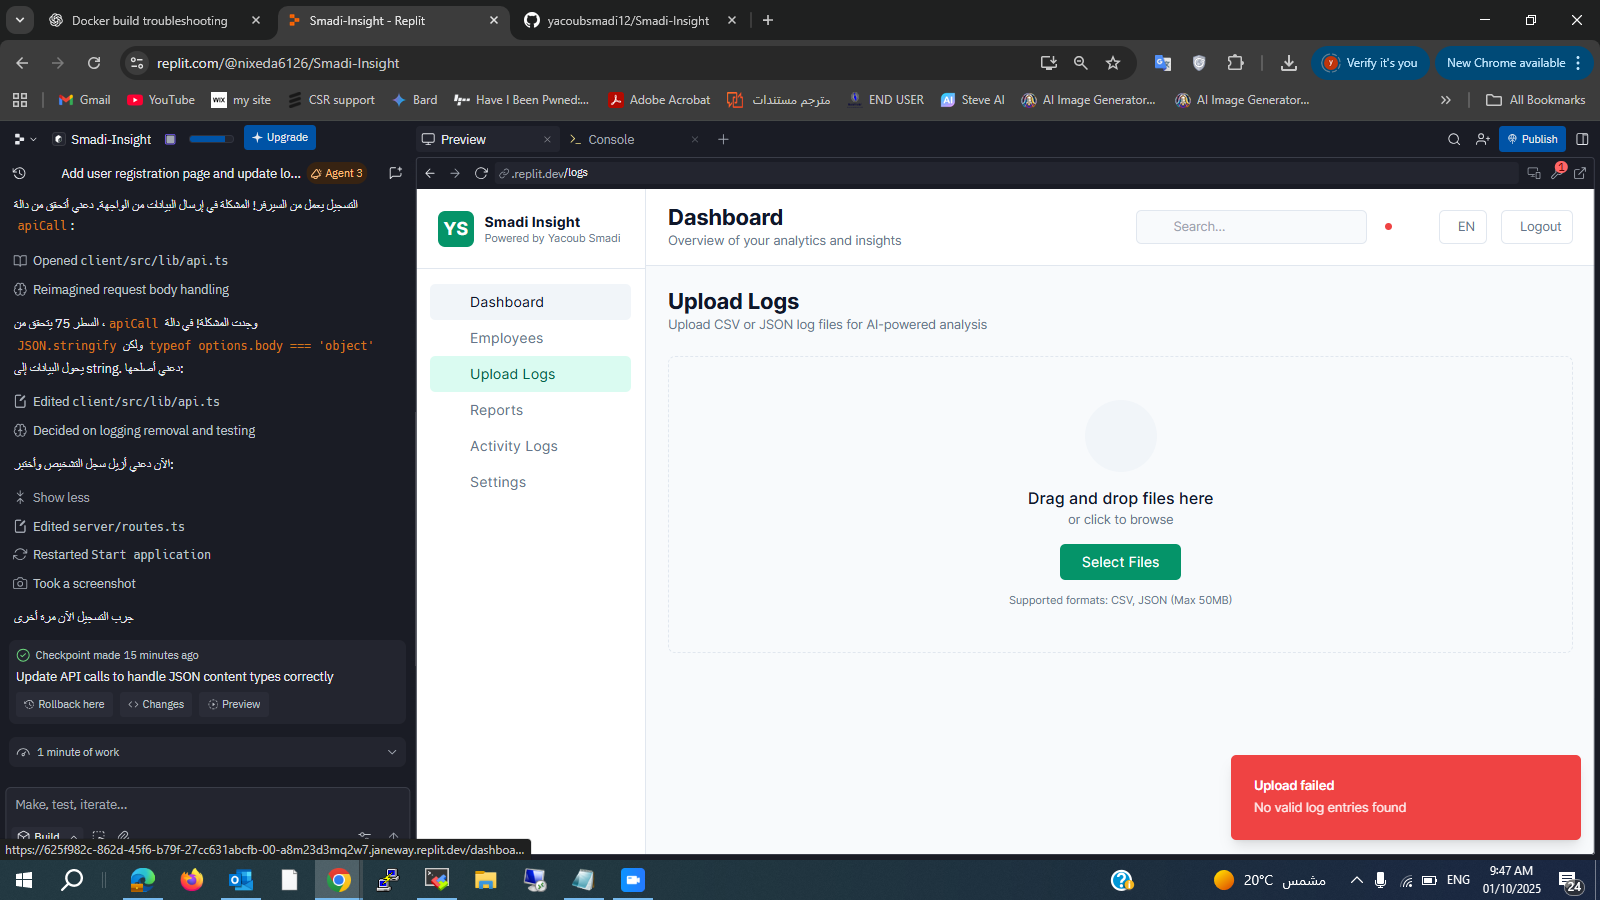 Docker build troubleshooting
Smadi-Insight - Replit
yacoubsmadi12/Smadi-Insight
replit.com/@nixeda6126/Smadi-Insight
Verify it's you
New Chrome available
Gmail
YouTube
WIX my site
CSR support
Bard
Have I Been Pwned:...
Adobe Acrobat
مترجم مستندات
END USER
AI Steve AI
AI Image Generator...
AI Image Generator...
All Bookmarks
Smadi-Insight
Upgrade
Preview
Console
Publish
Add user registration page and update lo...
Agent 3
.replit.dev/logs
1
التسجيل يعمل من السيرفر! المشكلة في إرسال البيانات من الواجهة. دعني أتحقق من دالة
apiCall :
Opened client/src/lib/api.ts
Reimagined request body handling
وجدت المشكلة! في دالة apiCall ، السطر 75 يتحقق من
typeof options.body === 'object' ولكن JSON.stringify
يحول البيانات إلى string. دعني أصلحها:
Edited client/src/lib/api.ts
Decided on logging removal and testing
الآن دعني أزيل سجل التشخيص وأختبر:
Show less
Edited server/routes.ts
Restarted Start application
Took a screenshot
جرب التسجيل الآن مرة أخرى
Checkpoint made 15 minutes ago
Update API calls to handle JSON content types correctly
Rollback here
Changes
Preview
1 minute of work
Make, test, iterate...
Build
https://625f982c-862d-45f6-b79f-27cc631abcfb-00-a8m23d3mq2w7.janeway.replit.dev/dashboa...
YS
Smadi Insight
Powered by Yacoub Smadi
Dashboard
Employees
Upload Logs
Reports
Activity Logs
Settings
Dashboard
Overview of your analytics and insights
Search...
EN
Logout
Upload Logs
Upload CSV or JSON log files for AI-powered analysis
Drag and drop files here
or click to browse
Select Files
Supported formats: CSV, JSON (Max 50MB)
Upload failed
No valid log entries found
20°C
مشمس
ENG
9:47 AM
01/10/2025
24